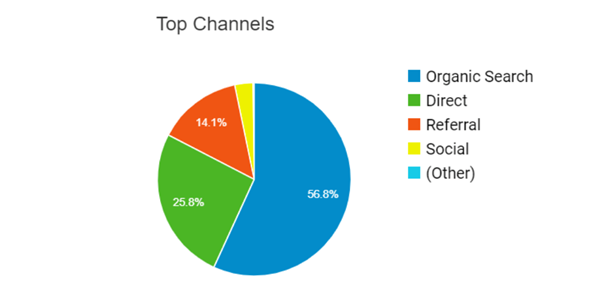 Top Channels
Organic Search
Direct
Referral
Social
(Other)
14.1%
25.8%
56.8%